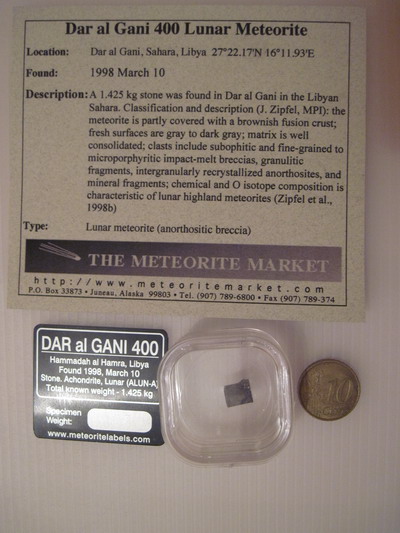 Dar al Gani 400 Lunar Meteorite
Location: Dar al Gani, Sahara, Libya 27°22.17'N 16°11.93'E
Found: 1998 March 10
Description: A 1.425 kg stone was found in Dar al Gani in the Libyan
Sahara. Classification and description (J. Zipfel, MPI): the
meteorite is partly covered with a brownish fusion crust;
fresh surfaces are gray to dark gray; matrix is well
consolidated; clasts include subophitic and fine-grained to
microporphyritic impact-melt breccias, granulitic
fragments, intergranularly recrystallized anorthosites, and
mineral fragments; chemical and O isotope composition is
characteristic of lunar highland meteorites (Zipfel et al.,
1998b)
Type: Lunar meteorite (anorthositic breccia)
THE METEORITE MARKET
http://www.meteoritemarket.com
P.O. Box 33873 • Juneau, Alaska 99803 • Tel. (907) 789-6800 • Fax (907) 789-374
DAR al GANI 400
Hammadah al Hamra, Libya
Found 1998, March 10
Stone. Achondrite, Lunar (ALUN-A)
Total known weight - 1.425 kg
Specimen
Weight:
www.meteoritelabels.com
10